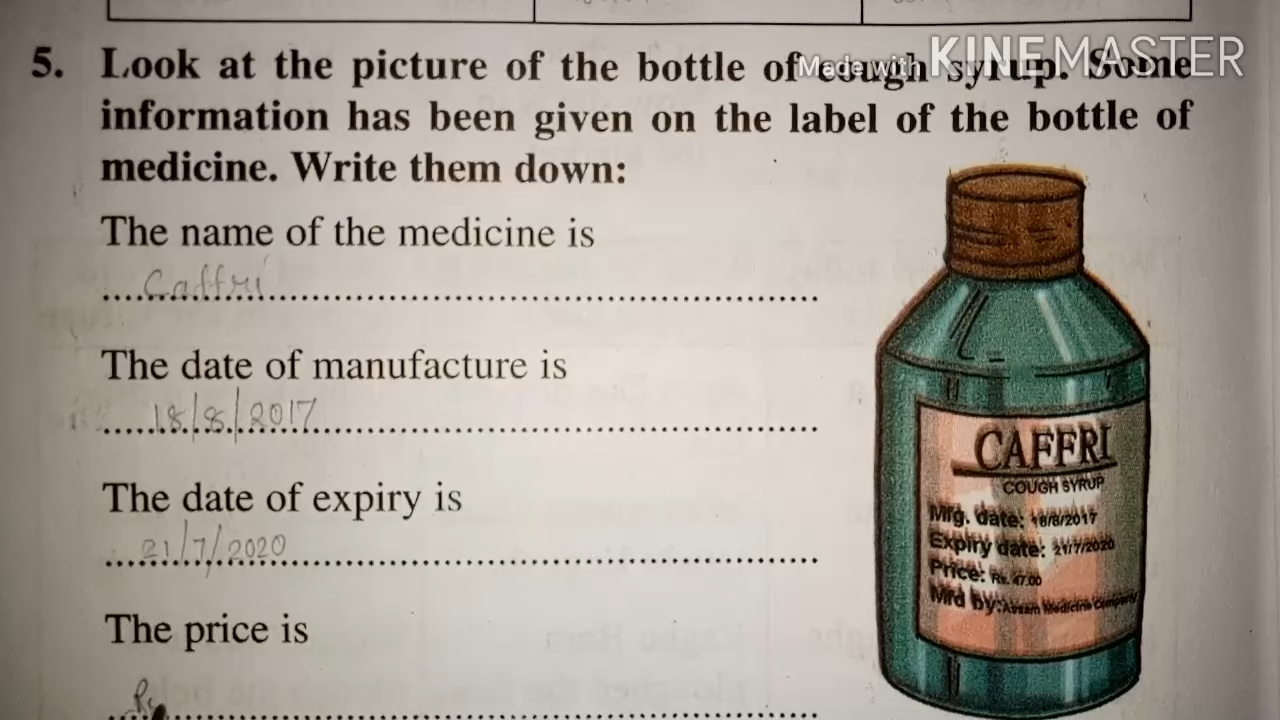 Made with KINEMASTER
5. Look at the picture of the bottle of cough syrup. Some
information has been given on the label of the bottle of
medicine. Write them down:
The name of the medicine is
Caffri
The date of manufacture is
18/8/2017
The date of expiry is
21/7/2020
The price is
Rs
CAFFRI
COUGH SYRUP
Mfg. date: 18/8/2017
Expiry date: 21/7/2020
Price: Rs. 47.00
Mfd by: Assam Medicine Company